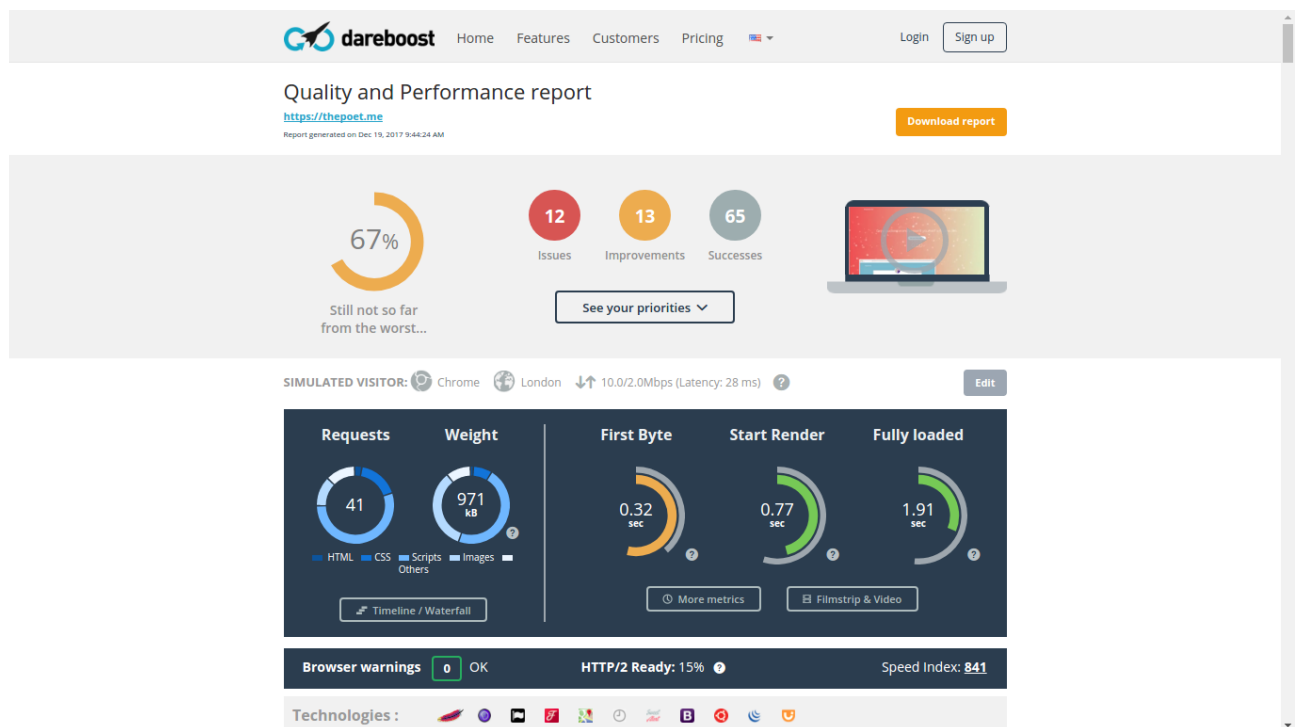 dareboost Home Features Customers Pricing Login Sign up
Quality and Performance report
https://thepoet.me
Download report
Report generated on Dec 19, 2017 9:44:24 AM
67%
12 13 65
Issues Improvements Successes
Still not so far
from the worst...
See your priorities
SIMULATED VISITOR: Chrome London 10.0/2.0Mbps (Latency: 28 ms) ? Edit
Requests Weight First Byte Start Render Fully loaded
41 971 0.32 0.77 1.91
kB sec sec sec
? ? ? ?
HTML CSS Scripts Images
Others
Timeline / Waterfall More metrics Filmstrip & Video
Browser warnings 0 OK HTTP/2 Ready: 15% ? Speed Index: 841
Technologies :
B